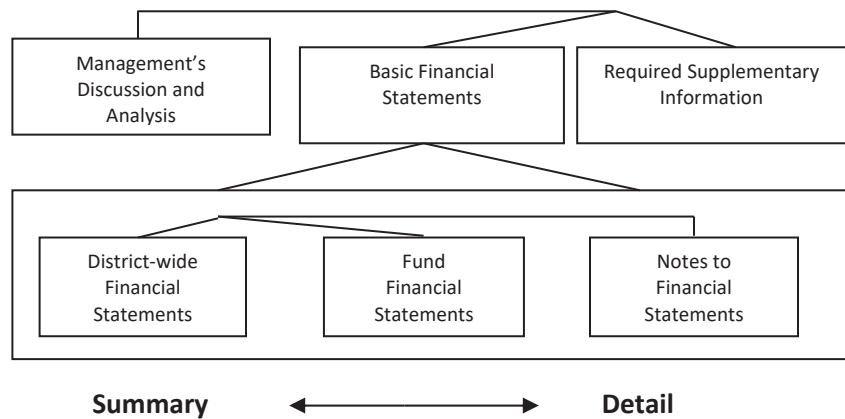 Management’s
Discussion and
Analysis
Basic Financial
Statements
Required Supplementary
Information
District-wide
Financial
Statements
Fund
Financial
Statements
Notes to
Financial
Statements
Summary
Detail